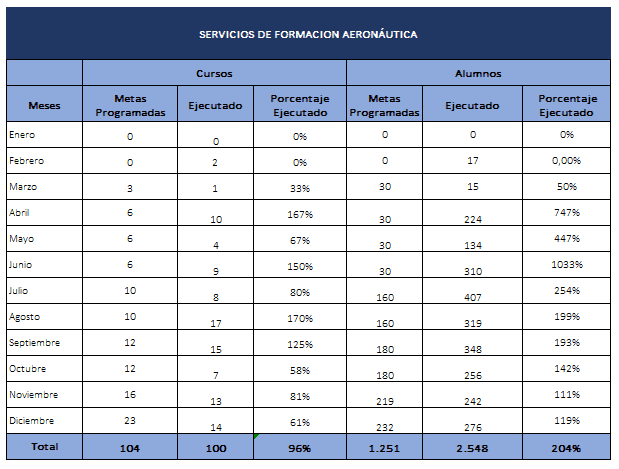 SERVICIOS DE FORMACION AERONÁUTICA
Cursos Alumnos
Meses Metas Programadas Ejecutado Porcentaje Ejecutado Metas Programadas Ejecutado Porcentaje Ejecutado
Enero 0 0 0% 0 0 0%
Febrero 0 2 0% 0 17 0,00%
Marzo 3 1 33% 30 15 50%
Abril 6 10 167% 30 224 747%
Mayo 6 4 67% 30 134 447%
Junio 6 9 150% 30 310 1033%
Julio 10 8 80% 160 407 254%
Agosto 10 17 170% 160 319 199%
Septiembre 12 15 125% 180 348 193%
Octubre 12 7 58% 180 256 142%
Noviembre 16 13 81% 219 242 111%
Diciembre 23 14 61% 232 276 119%
Total 104 100 96% 1.251 2.548 204%